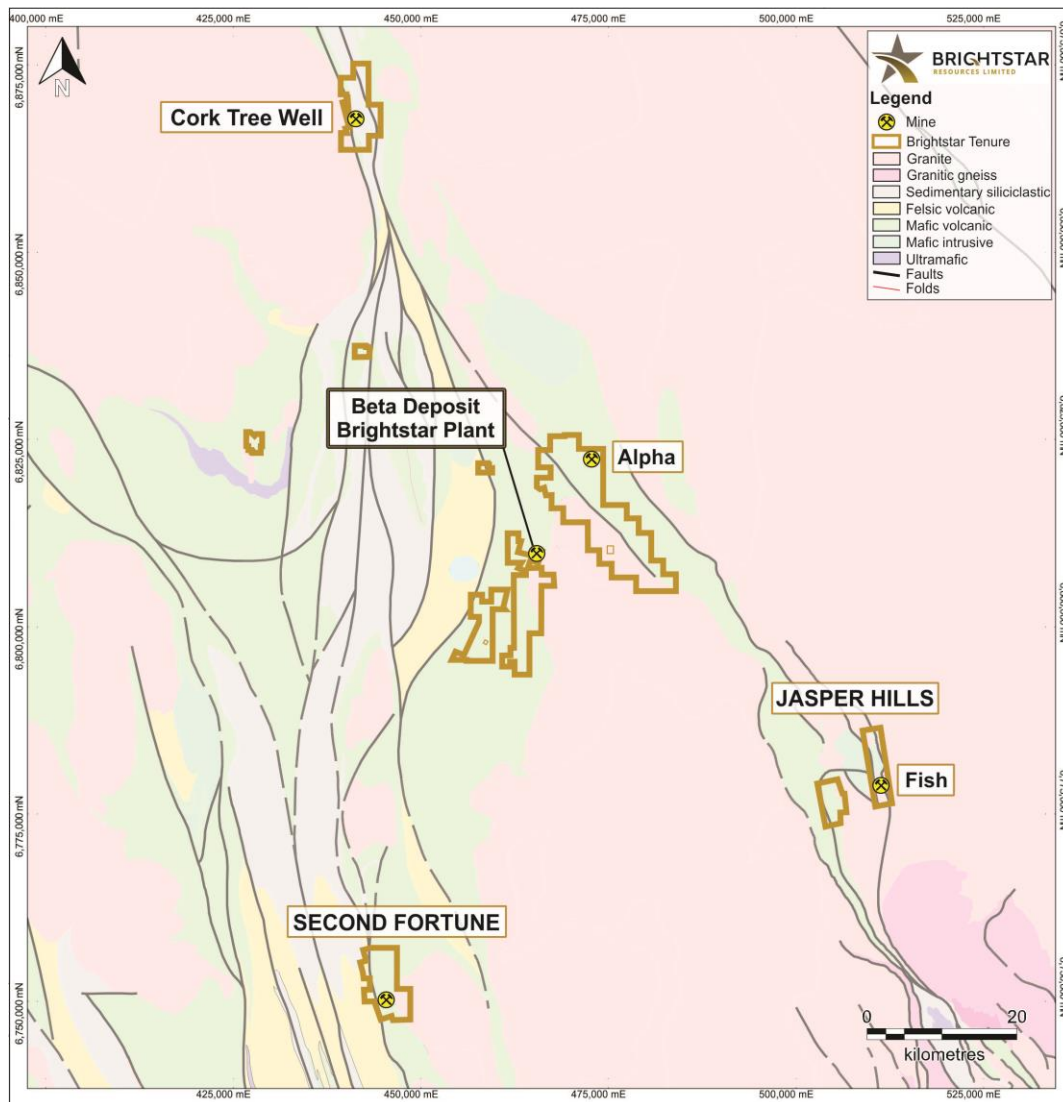 400,000 mE
425,000 mE
450,000 mE
475,000 mE
500,000 mE
525,000 mE
6,875,000 mN
N
BRIGHTSTAR
RESOURCES LIMITED
Legend
Mine
Brightstar Tenure
Granite
Granitic gneiss
Sedimentary siliciclastic
Felsic volcanic
Mafic volcanic
Mafic intrusive
Ultramafic
Faults
Folds
Cork Tree Well
6,850,000 mN
Beta Deposit
Brightstar Plant
6,825,000 mN
Alpha
6,800,000 mN
JASPER HILLS
Fish
6,775,000 mN
SECOND FORTUNE
6,750,000 mN
0 20
kilometres
425,000 mE
450,000 mE
475,000 mE
500,000 mE
525,000 mE